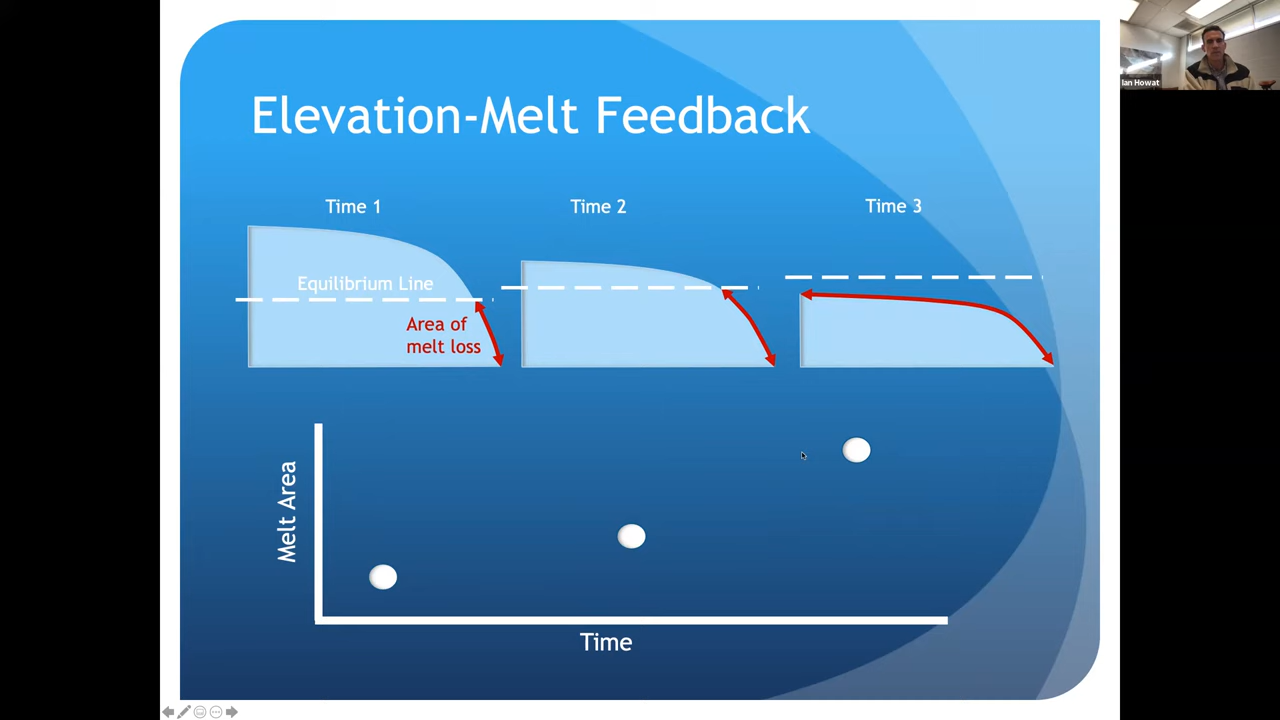 Ian Howat
Elevation-Melt Feedback
Time 1
Time 2
Time 3
Equilibrium Line
Area of
melt loss
Melt Area
Time